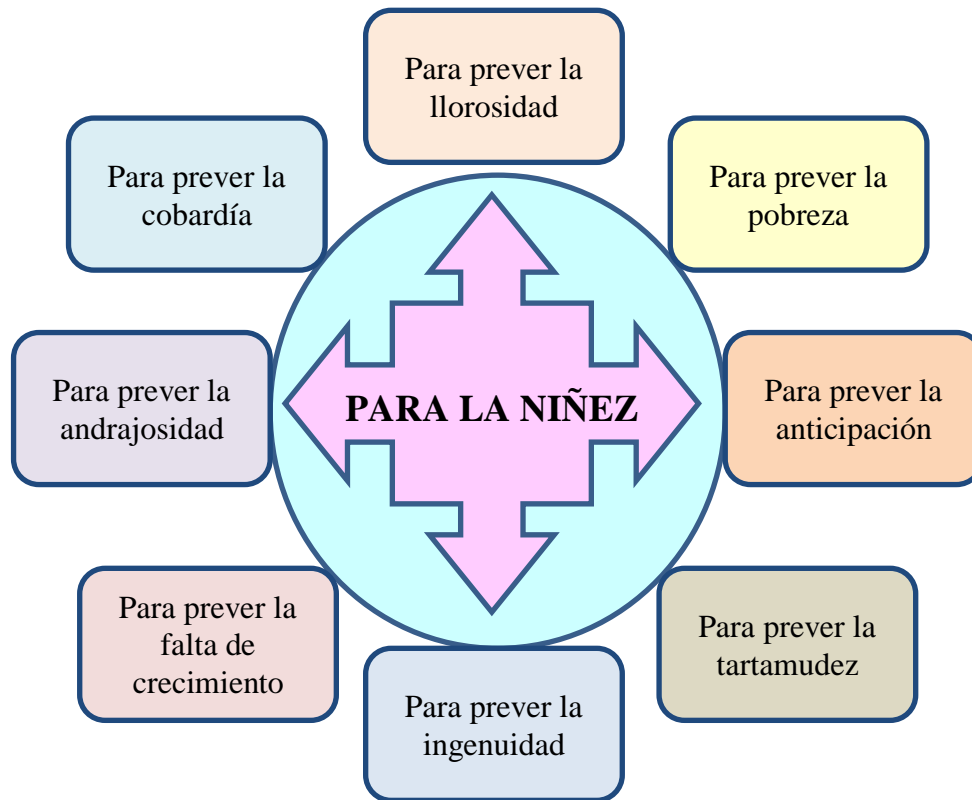 Para prever la
llorosidad
Para prever la
cobardía
Para prever la
pobreza
Para prever la
andrajosidad
PARA LA NIÑEZ
Para prever la
anticipación
Para prever la
falta de
crecimiento
Para prever la
tartamudez
Para prever la
ingenuidad